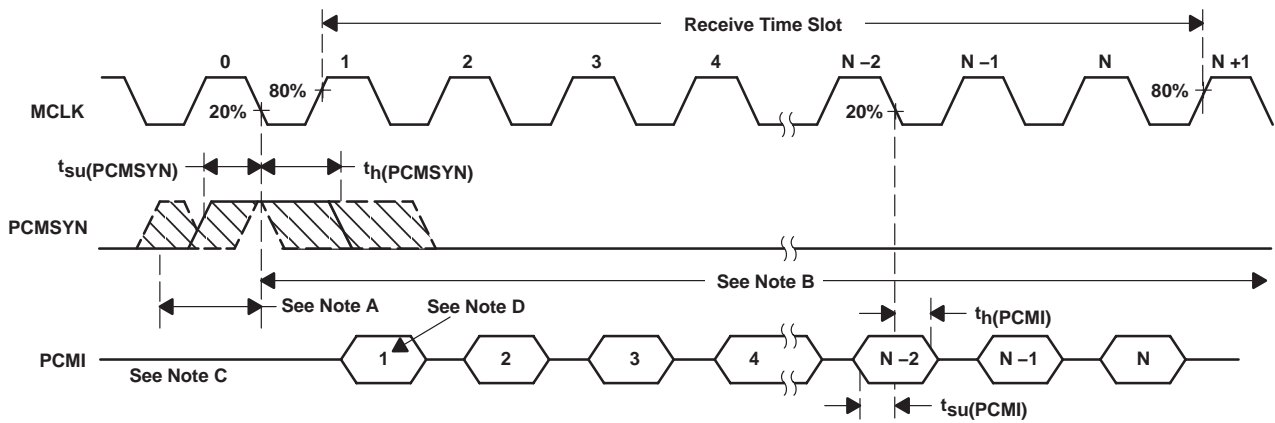 Receive Time Slot
0 1 2 3 4 N –2 N –1 N N +1
80% 80%
MCLK 20% 20%
tsu(PCMSYN) th(PCMSYN)
PCMSYN
See Note B
See Note A See Note D th(PCMI)
PCMI 1 2 3 4 N –2 N –1 N
See Note C
tsu(PCMI)